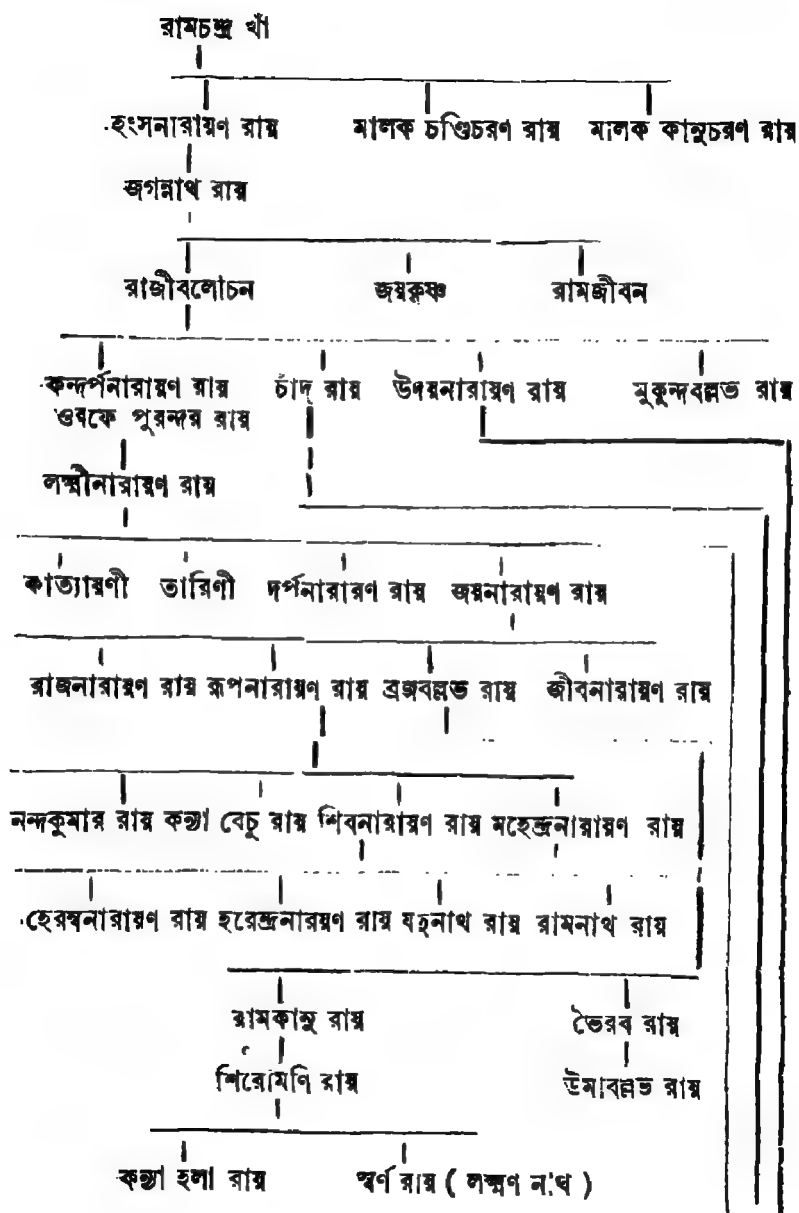 রামচন্দ্র খাঁ
হংসনারায়ণ রায় মালক চণ্ডিচরণ রায় মালক কানুচরণ রায়
জগন্নাথ রায়
রাজীবলোচন জয়কৃষ্ণ রামজীবন
কন্দর্পনারায়ণ রায় চাঁদ রায় উদয়নারায়ণ রায় মুকুন্দবল্লভ রায়
ওরফে পুরন্দর রায়
লক্ষ্মীনারায়ণ রায়
কাত্যায়ণী তারিণী দর্পনারারণ রায় জয়নারায়ণ রায়
রাজনারায়ণ রায় রূপনারায়ণ রায় ব্রজবল্লভ রায় জীবনারায়ণ রায়
নন্দকুমার রায় কন্তা বেচু রায় শিবনারায়ণ রায় মহেন্দ্রনারায়ণ রায়
হেরম্বনারায়ণ রায় হরেন্দ্রনারয়ণ রায় যদুনাথ রায় রামনাথ রায়
রামকানু রায় ভৈরব রায়
শিরোমণি রায় উমাবল্লভ রায়
কন্তা হলা রায় স্বর্ণ রায় ( লক্ষ্মণ নাথ )